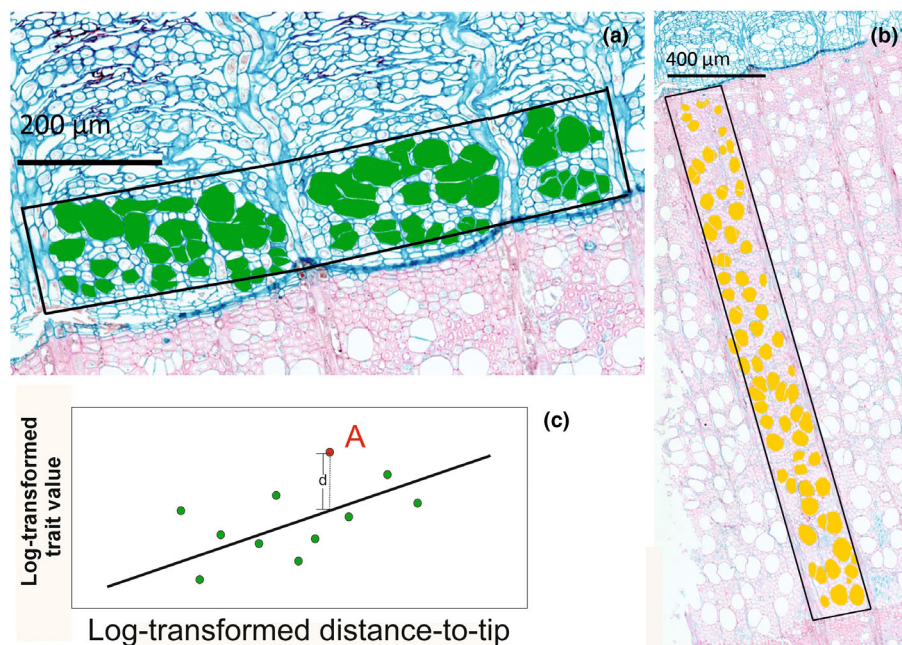 (a)
200 µm
(b)
400 µm
(c)
Log-transformed
trait value
A
d
Log-transformed distance-to-tip